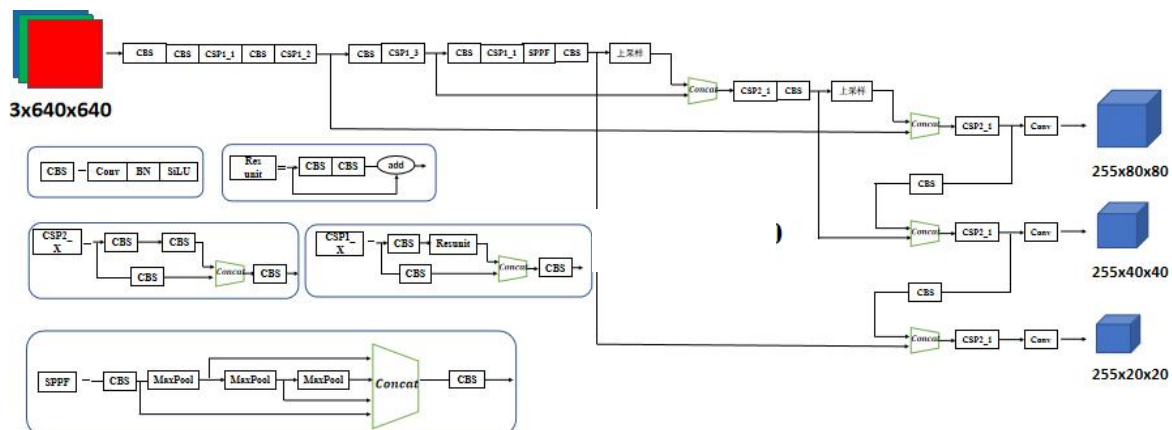 CBS CBS CSP1_1 CBS CSP1_2 CBS CSP1_3 CBS CSP1_1 SPPF CBS 上采样
3x640x640
Concat CSP2_1 CBS 上采样
Concat CSP2_1 Conv
255x80x80
CBS
CBS Conv BN SiLU
Res
unit
= CBS CBS add
CSP2_
X
CBS CBS
CBS
Concat CBS
CSP1_
X
CBS Resunit
CBS
Concat CBS
)
Concat CSP2_1 Conv
255x40x40
CBS
Concat CSP2_1 Conv
255x20x20
SPPF CBS MaxPool MaxPool MaxPool Concat CBS